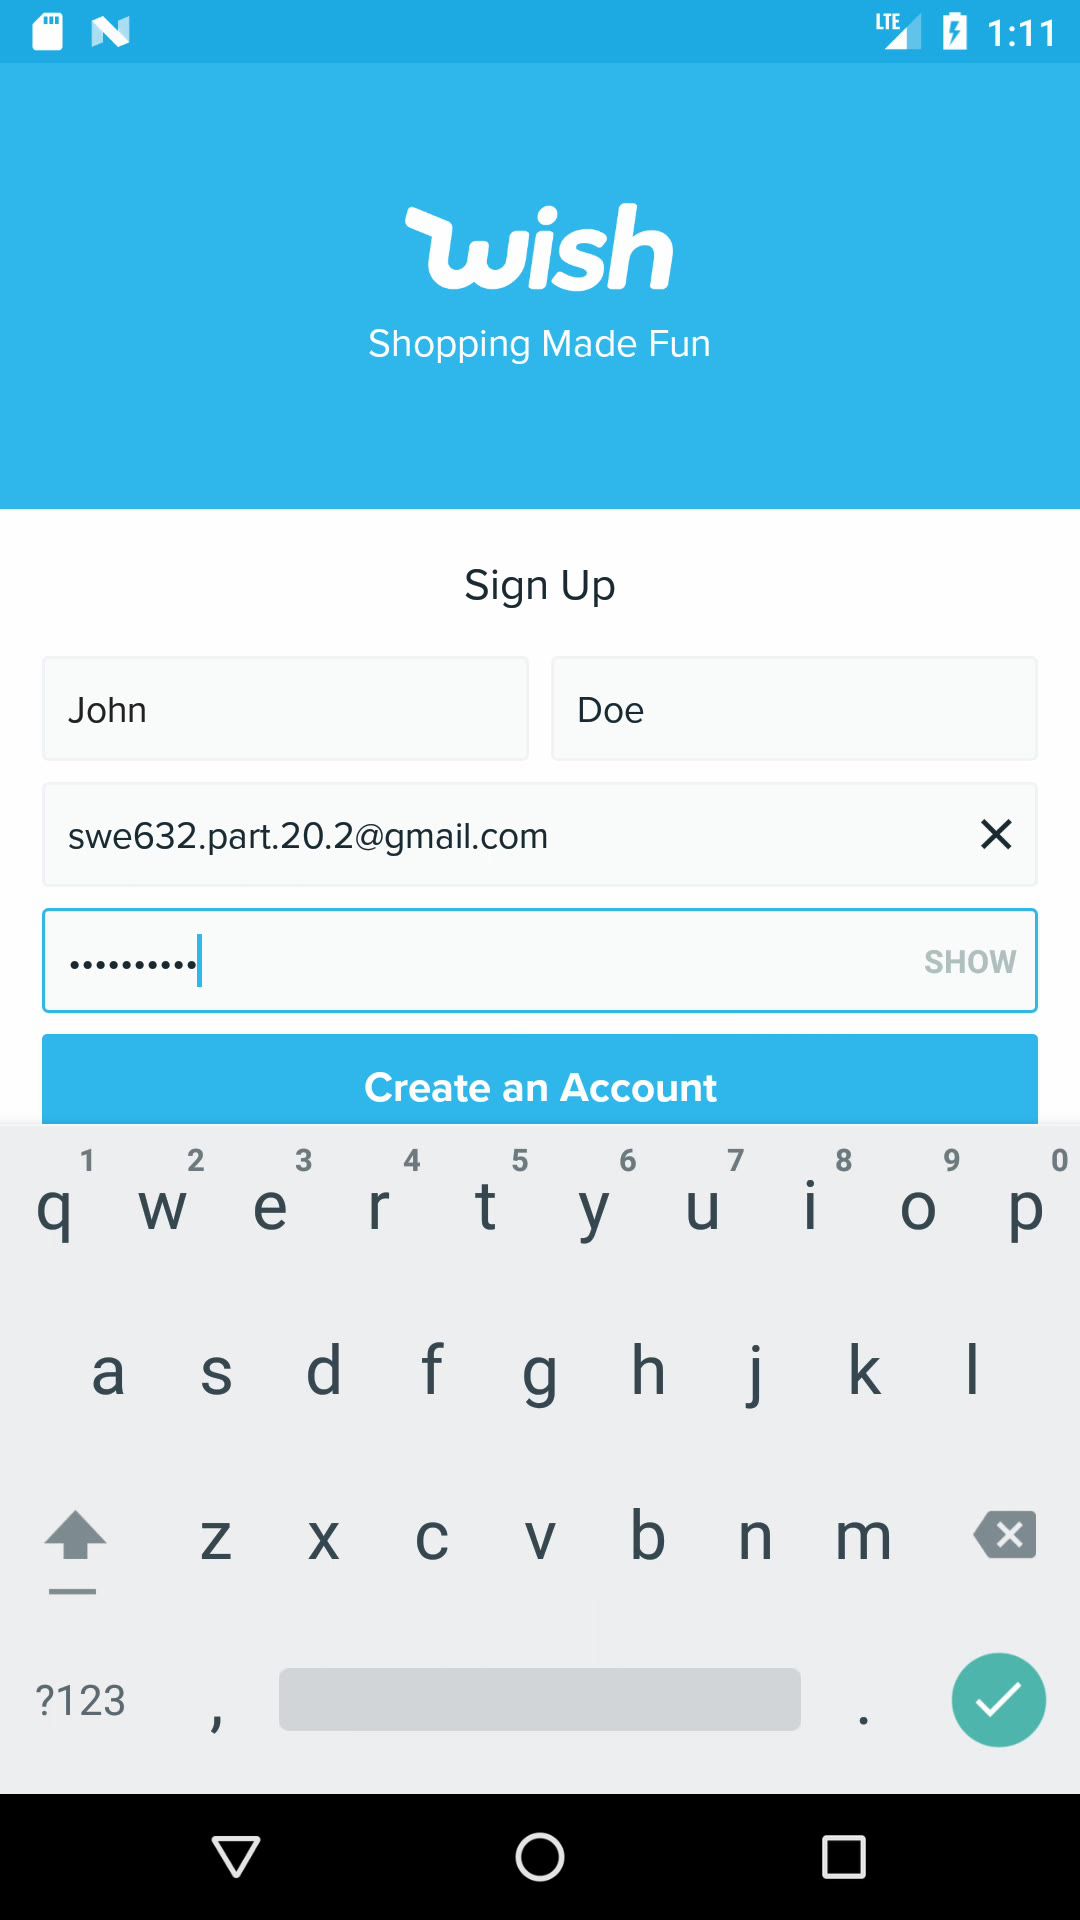 LTE 1:11
wish
Shopping Made Fun
Sign Up
John Doe
swe632.part.20.2@gmail.com
•••••••••• SHOW
Create an Account
1 2 3 4 5 6 7 8 9 0
q w e r t y u i o p
a s d f g h j k l
z x c v b n m
?123 , .